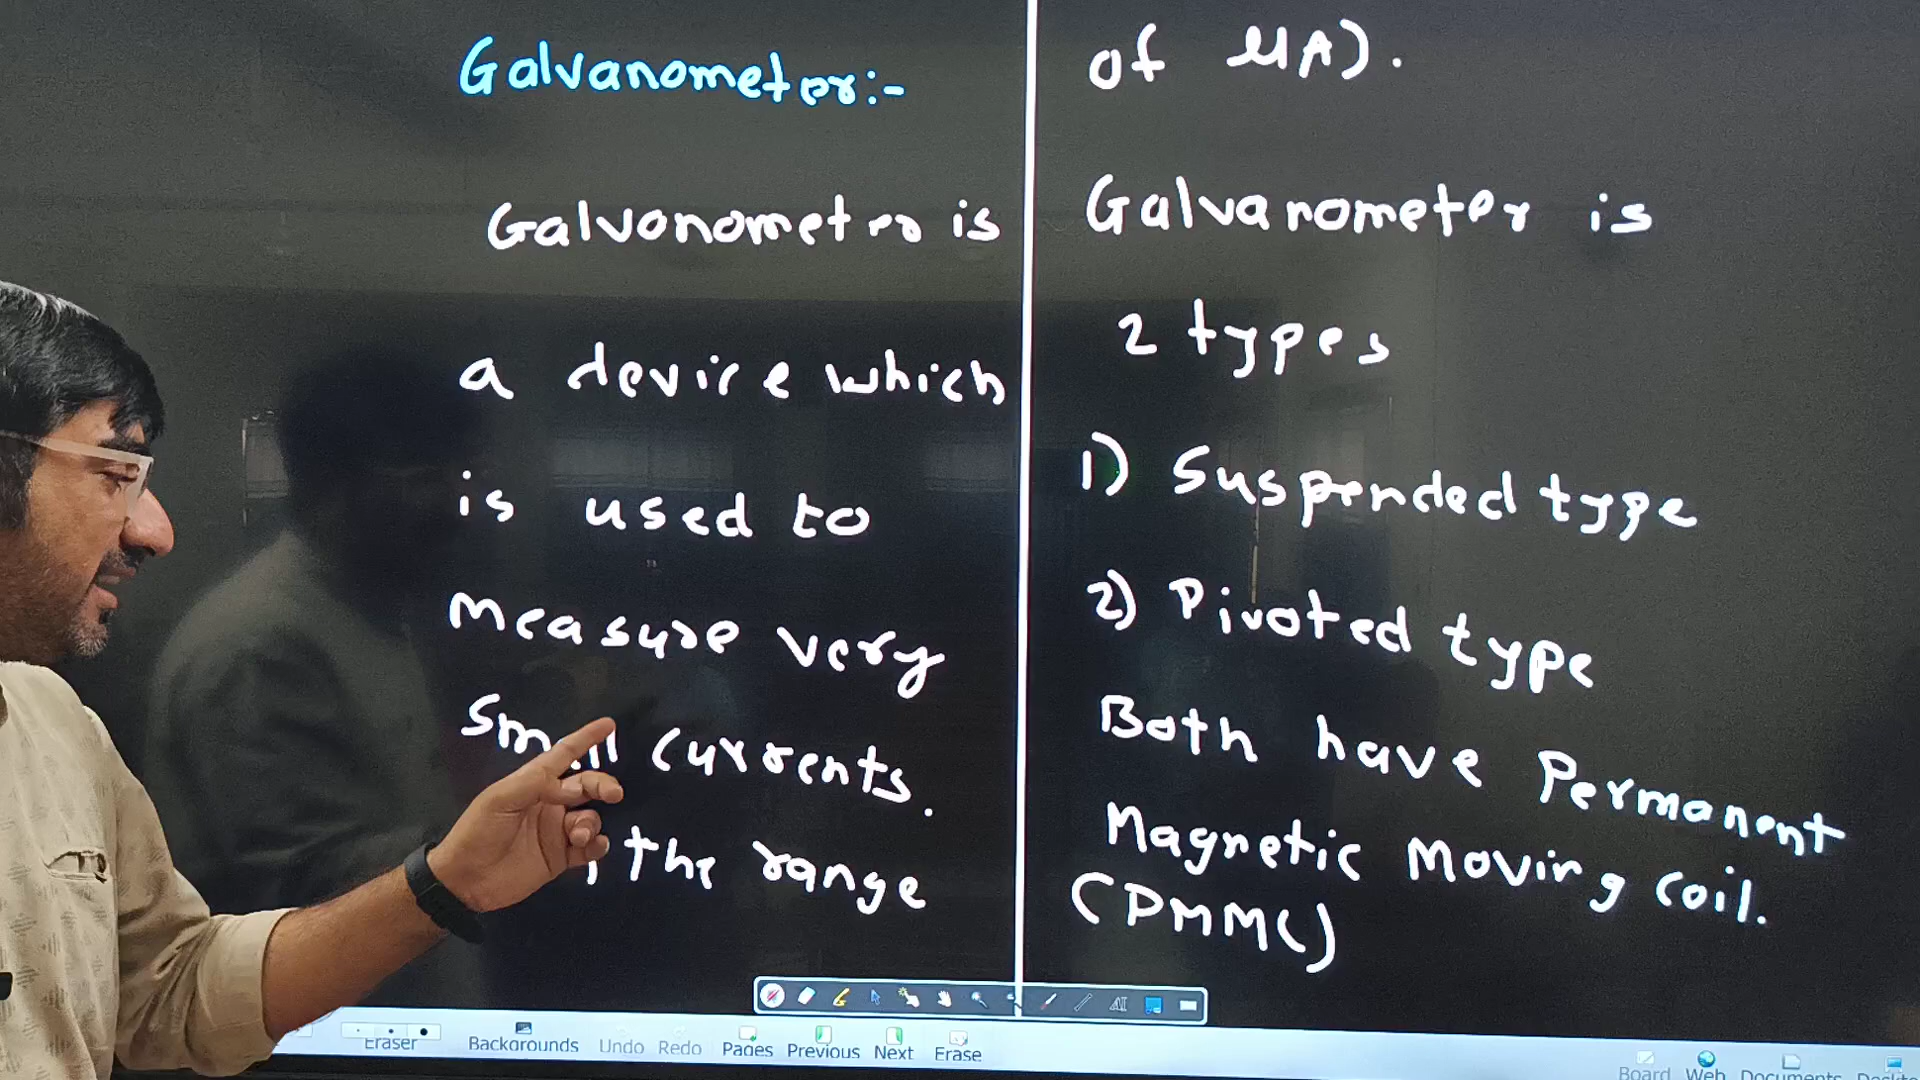 Galvanometer:-
Galvonometer is
a device which
is used to
measure very
Small currents.
the range
of μA).
Galvanometer is
2 types
1) Suspended type
2) Pivoted type
Both have Permanent
Magnetic Moving coil.
(PMMC)
Eraser
Backgrounds
Undo
Redo
Pages
Previous
Next
Erase
Board
Web
Documents